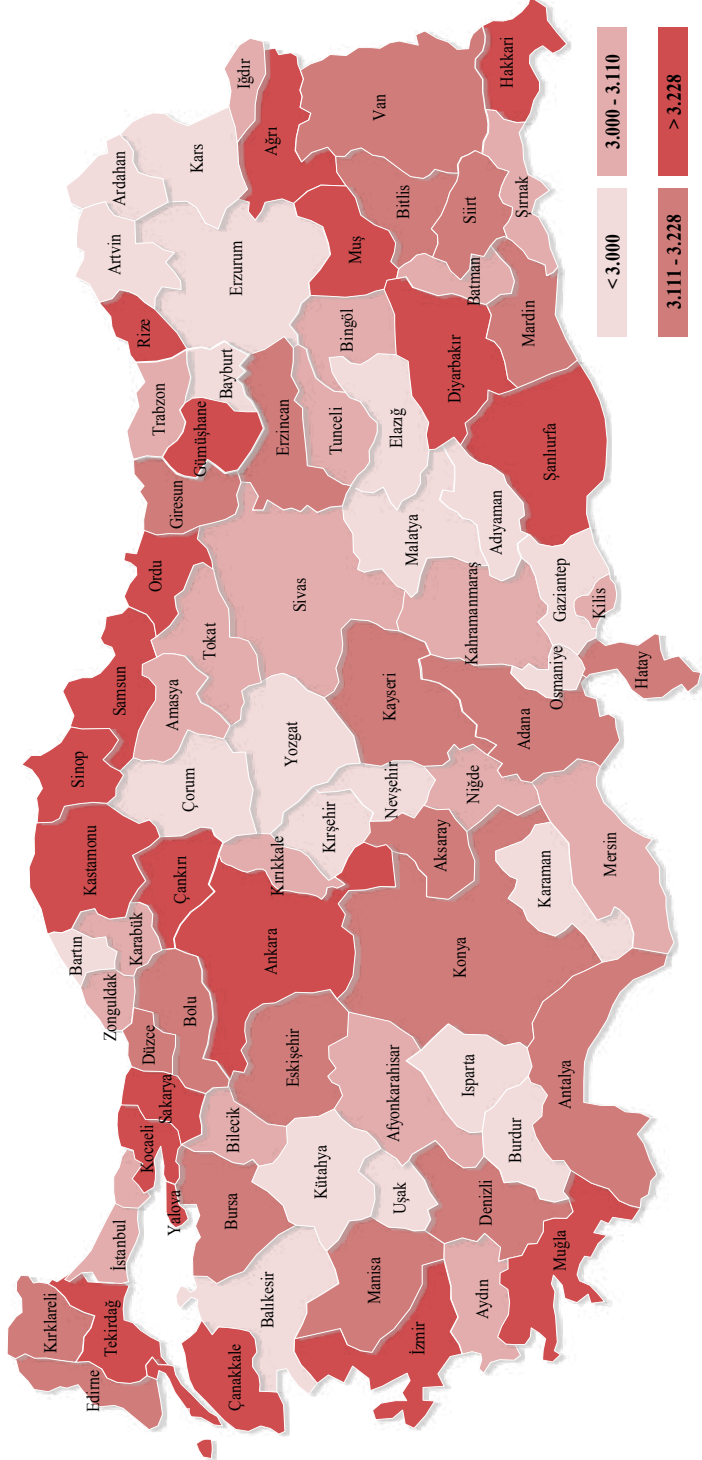 Kırklareli
Edirne
Tekirdağ
İstanbul
Çanakkale
Balıkesir
Bursa
Yalova
Kocaeli
Sakarya
Düzce
Bolu
Zonguldak
Bartın
Karabük
Kastamonu
Çankırı
Sinop
Samsun
Ordu
Giresun
Trabzon
Gümüşhane
Rize
Bayburt
Artvin
Ardahan
Kars
Iğdır
Ağrı
Erzurum
Erzincan
Tunceli
Bingöl
Muş
Bitlis
Van
Hakkari
Şırnak
Siirt
Batman
Mardin
Diyarbakır
Elazığ
Malatya
Adıyaman
Şanlıurfa
Gaziantep
Kilis
Hatay
Osmaniye
Kahramanmaraş
Adana
Sivas
Tokat
Amasya
Çorum
Yozgat
Kayseri
Nevşehir
Niğde
Kırşehir
Kırıkkale
Aksaray
Ankara
Konya
Karaman
Mersin
Antalya
Isparta
Burdur
Afyonkarahisar
Eskişehir
Bilecik
Kütahya
Uşak
Denizli
Manisa
İzmir
Aydın
Muğla
< 3.000
3.000 - 3.110
3.111 - 3.228
> 3.228